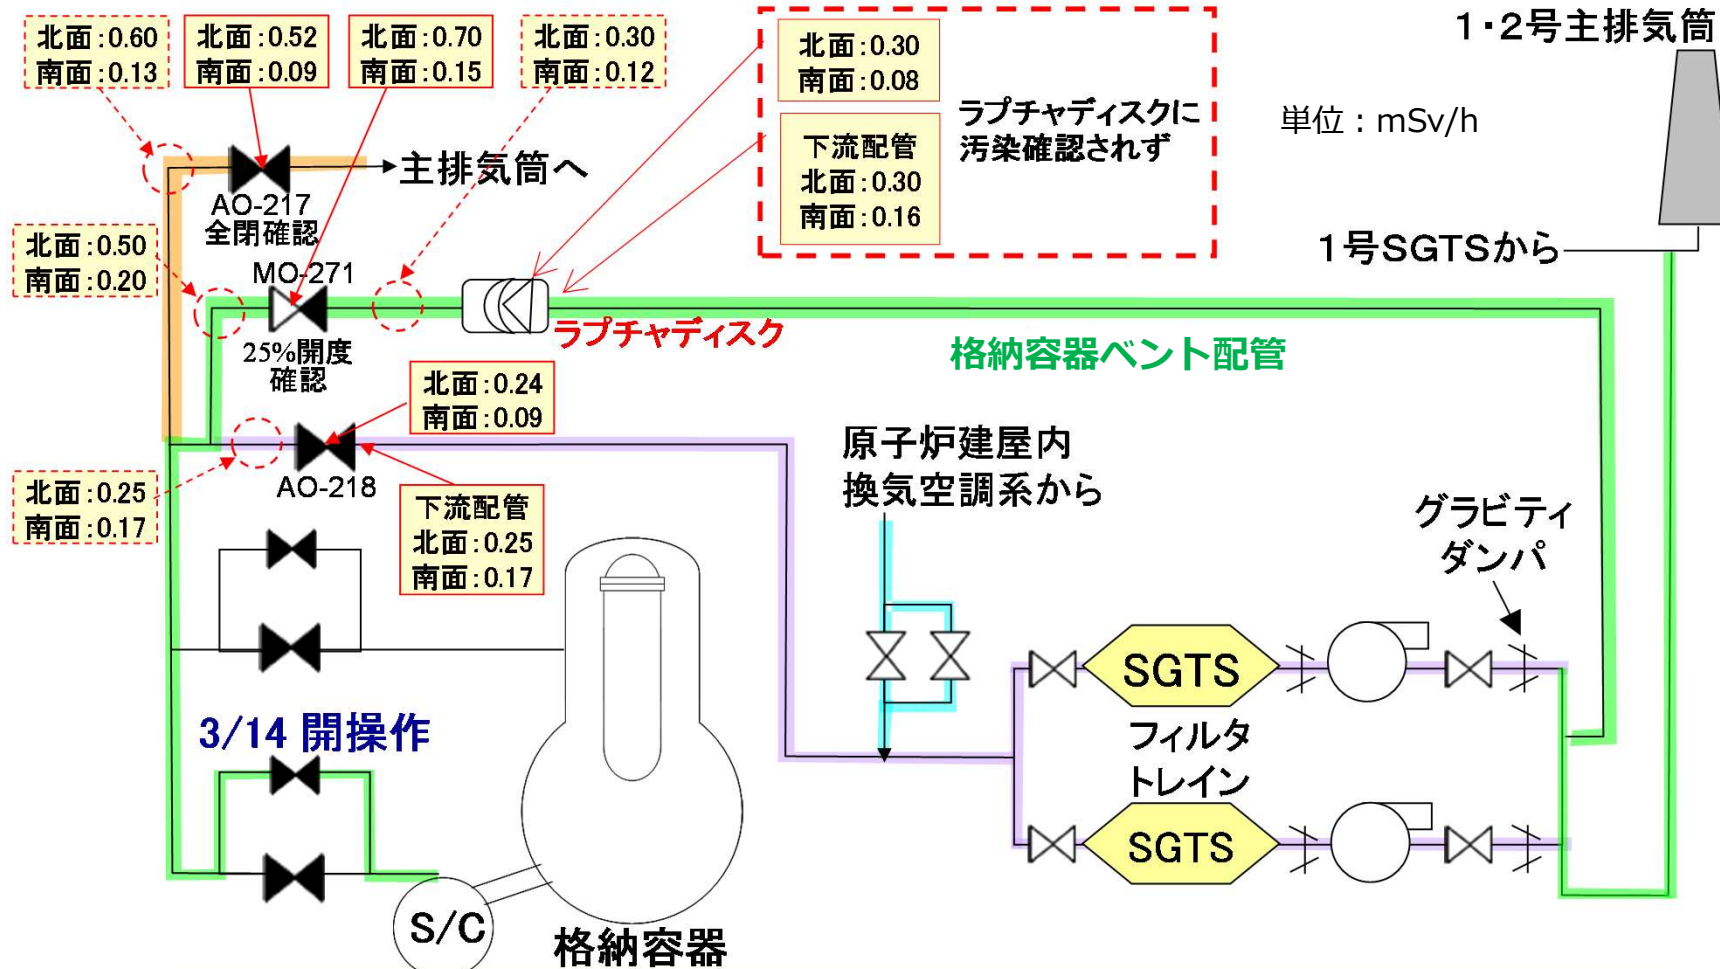 北面:0.60
南面:0.13
北面:0.52
南面:0.09
北面:0.70
南面:0.15
北面:0.30
南面:0.12
北面:0.30
南面:0.08
下流配管
北面:0.30
南面:0.16
ラプチャディスクに
汚染確認されず
1・2号主排気筒
単位：mSv/h
主排気筒へ
AO-217
全閉確認
北面:0.50
南面:0.20
MO-271
25%開度
確認
ラプチャディスク
1号SGTSから
格納容器ベント配管
北面:0.24
南面:0.09
AO-218
北面:0.25
南面:0.17
下流配管
北面:0.25
南面:0.17
原子炉建屋内
換気空調系から
グラビティ
ダンパ
3/14 開操作
SGTS
フィルタ
トレイン
SGTS
S/C
格納容器